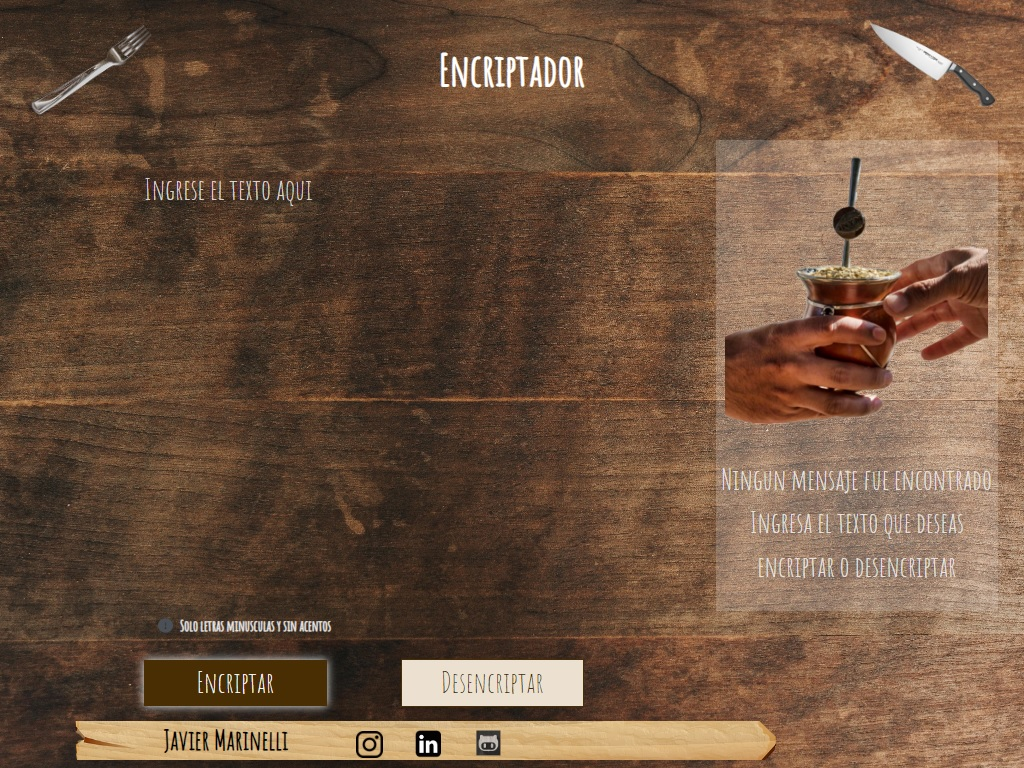 Encriptador
Ingrese el texto aqui
Ningun mensaje fue encontrado
Ingresa el texto que deseas
encriptar o desencriptar
Solo letras minusculas y sin acentos
Encriptar
Desencriptar
Javier Marinelli
in